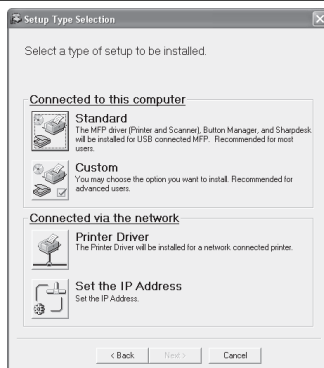 Setup Type Selection
Select a type of setup to be installed.
Connected to this computer
Standard
The MFP driver (Printer and Scanner), Button Manager, and Sharpdesk
will be installed for USB connected MFP. Recommended for most
users.
Custom
You may choose the option you want to install. Recommended for
advanced users.
Connected via the network
Printer Driver
The Printer Driver will be installed for a network connected printer.
Set the IP Address
Set the IP Address.
< Back Next > Cancel